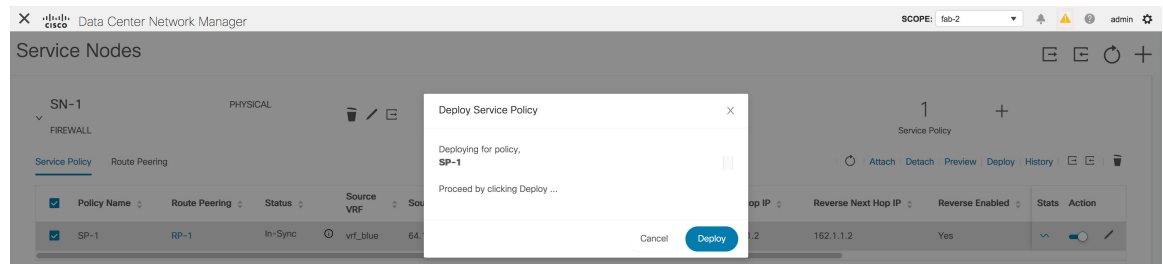 cisco Data Center Network Manager SCOPE: fab-2 admin
Service Nodes
SN-1 PHYSICAL
FIREWALL
1
Service Policy
Deploy Service Policy
Deploying for policy,
SP-1
Proceed by clicking Deploy ...
Cancel Deploy
Service Policy Route Peering Attach Detach Preview Deploy History
Policy Name Route Peering Status Source VRF Sou op IP Reverse Next Hop IP Reverse Enabled Stats Action
SP-1 RP-1 In-Sync vrf_blue 64. .2 162.1.1.2 Yes